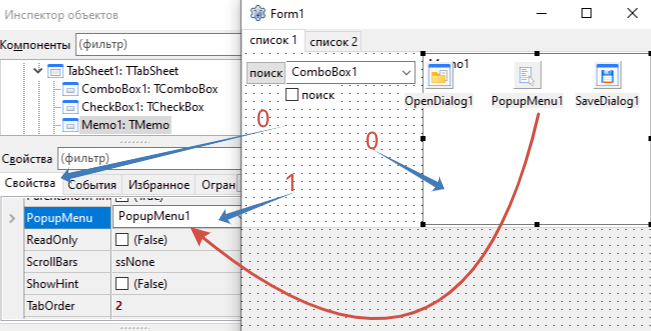 Инспектор объектов
Компоненты (фильтр)
TabSheet1: TTabSheet
ComboBox1: TComboBox
CheckBox1: TCheckBox
Memo1: TMemo
Свойства (фильтр)
Свойства События Избранное Огран
(True)
PopupMenu PopupMenu1
ReadOnly (False)
ScrollBars ssNone
ShowHint (False)
TabOrder 2
0
1
Form1
список 1 список 2
поиск ComboBox1
поиск
0
OpenDialog1 PopupMenu1 SaveDialog1